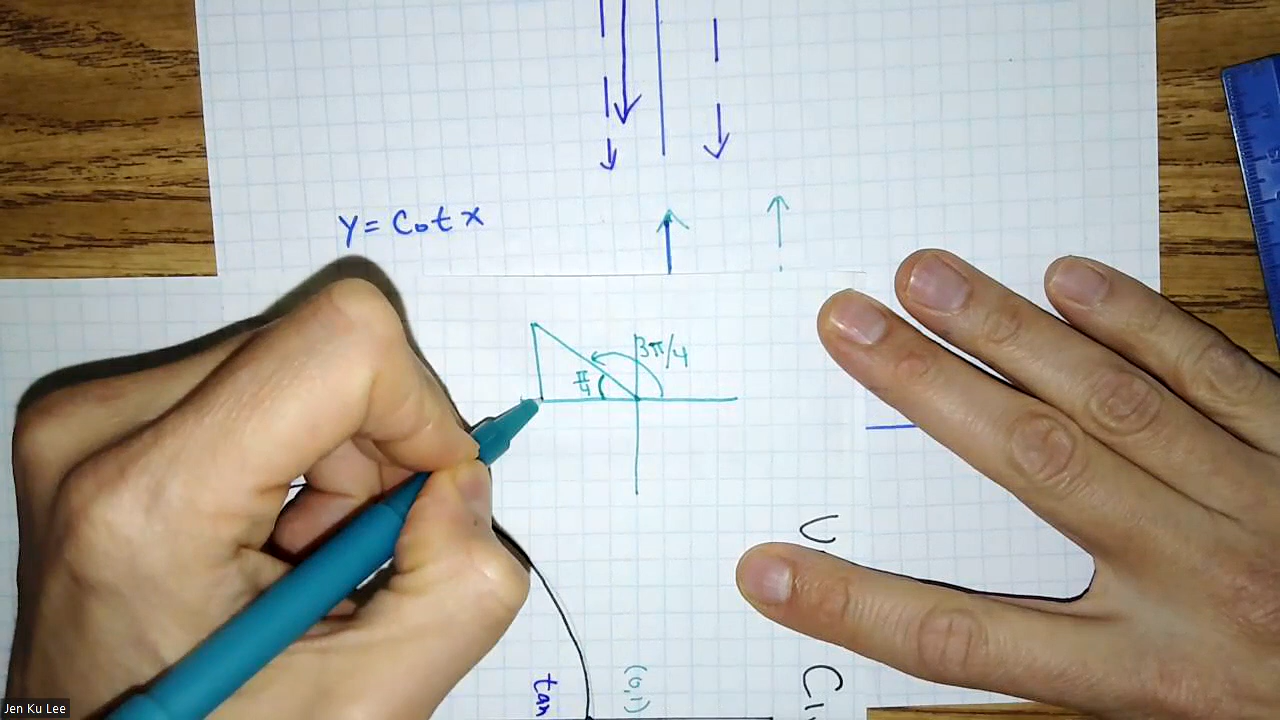 y = Cot x
3π/4
π/4
tan
(0,1)
Jen Ku Lee